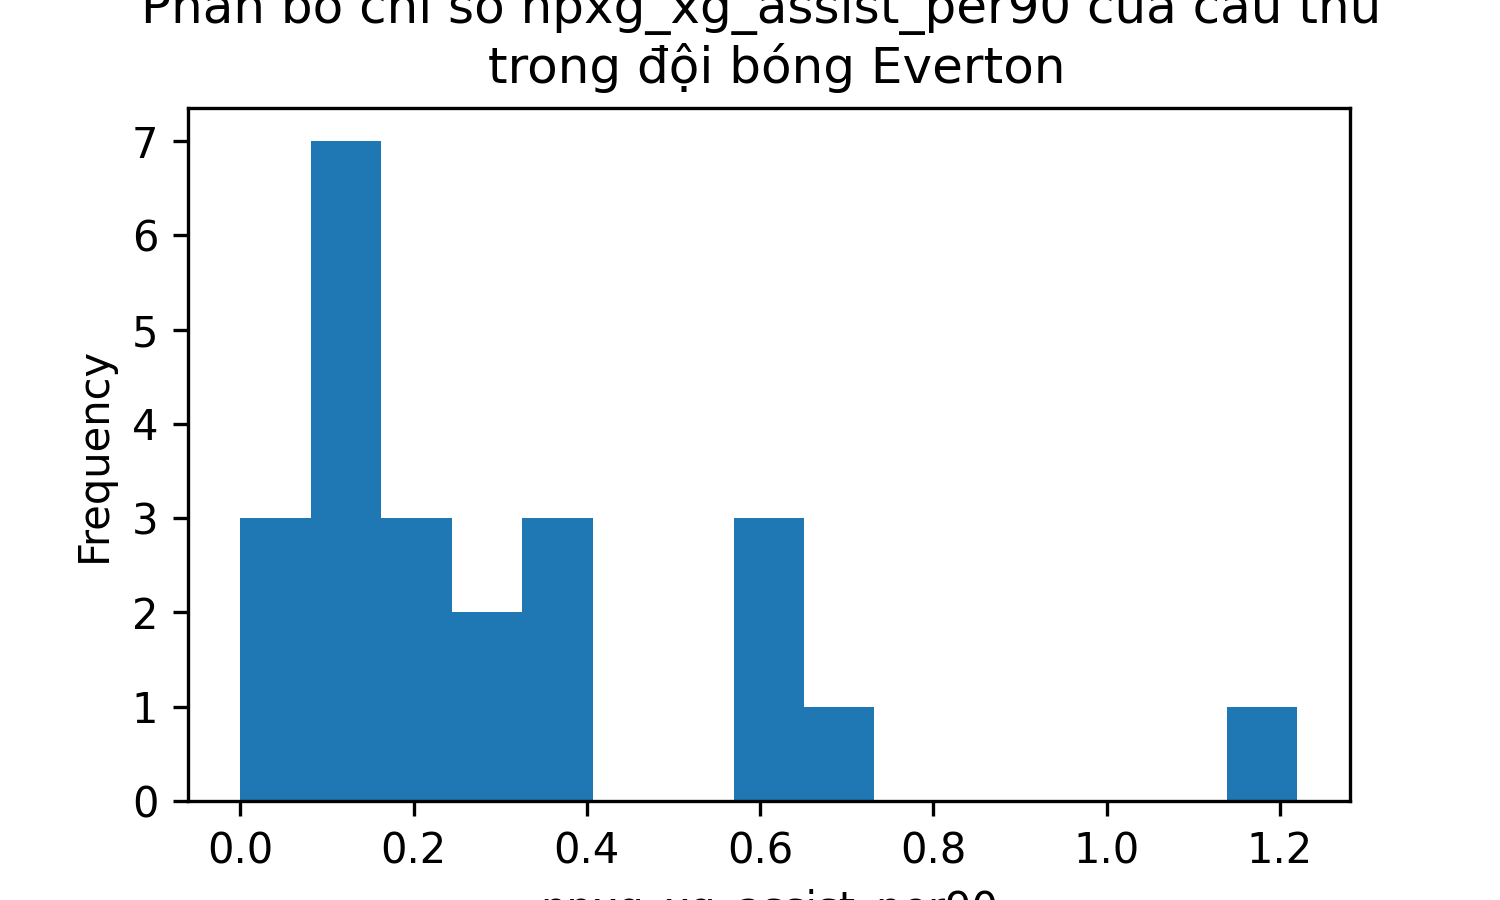 Phân bố chỉ số npxg_xg_assist_per90 của cầu thủ
trong đội bóng Everton
Frequency
7
6
5
4
3
2
1
0
0.0 0.2 0.4 0.6 0.8 1.0 1.2
npxg_xg_assist_per90